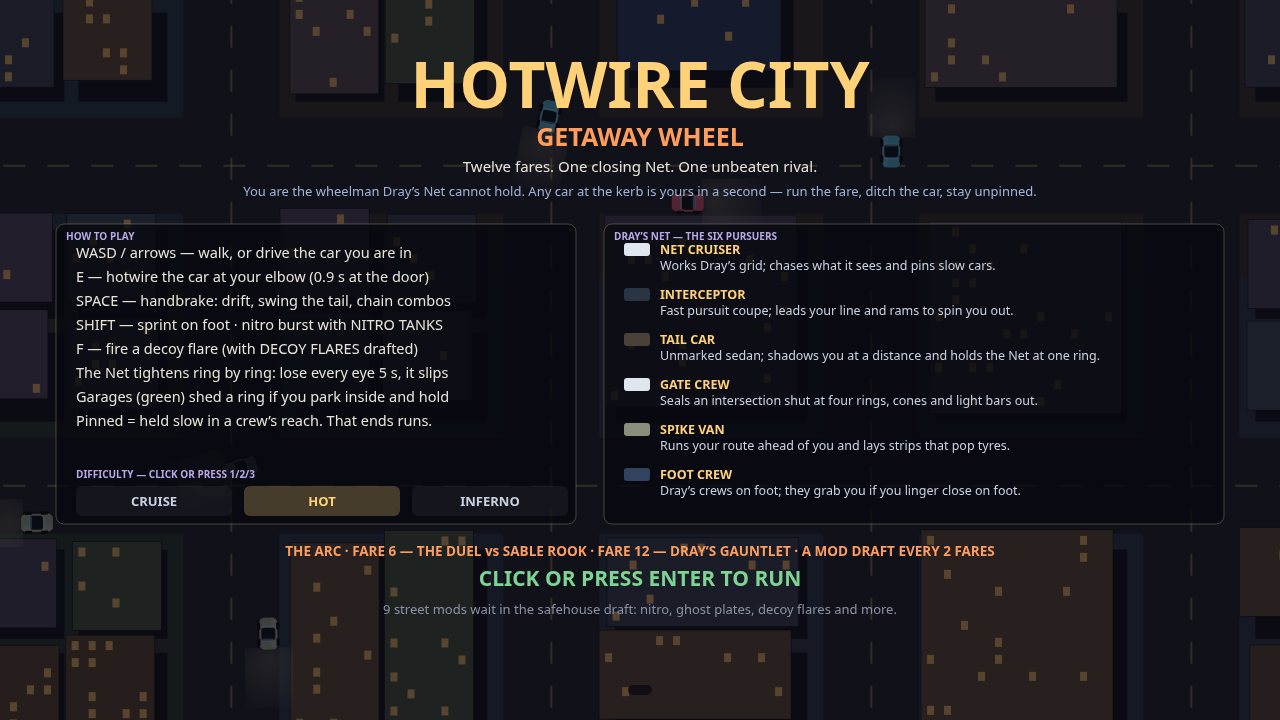 HOTWIRE CITY
GETAWAY WHEEL
Twelve fares. One closing Net. One unbeaten rival.
You are the wheelman Dray’s Net cannot hold. Any car at the kerb is yours in a second — run the fare, ditch the car, stay unpinned.
HOW TO PLAY
WASD / arrows — walk, or drive the car you are in
E — hotwire the car at your elbow (0.9 s at the door)
SPACE — handbrake: drift, swing the tail, chain combos
SHIFT — sprint on foot · nitro burst with NITRO TANKS
F — fire a decoy flare (with DECOY FLARES drafted)
The Net tightens ring by ring: lose every eye 5 s, it slips
Garages (green) shed a ring if you park inside and hold
Pinned = held slow in a crew’s reach. That ends runs.
DIFFICULTY — CLICK OR PRESS 1/2/3
CRUISE
HOT
INFERNO
DRAY’S NET — THE SIX PURSUERS
NET CRUISER
Works Dray’s grid; chases what it sees and pins slow cars.
INTERCEPTOR
Fast pursuit coupe; leads your line and rams to spin you out.
TAIL CAR
Unmarked sedan; shadows you at a distance and holds the Net at one ring.
GATE CREW
Seals an intersection shut at four rings, cones and light bars out.
SPIKE VAN
Runs your route ahead of you and lays strips that pop tyres.
FOOT CREW
Dray’s crews on foot; they grab you if you linger close on foot.
THE ARC · FARE 6 — THE DUEL vs SABLE ROOK · FARE 12 — DRAY’S GAUNTLET · A MOD DRAFT EVERY 2 FARES
CLICK OR PRESS ENTER TO RUN
9 street mods wait in the safehouse draft: nitro, ghost plates, decoy flares and more.